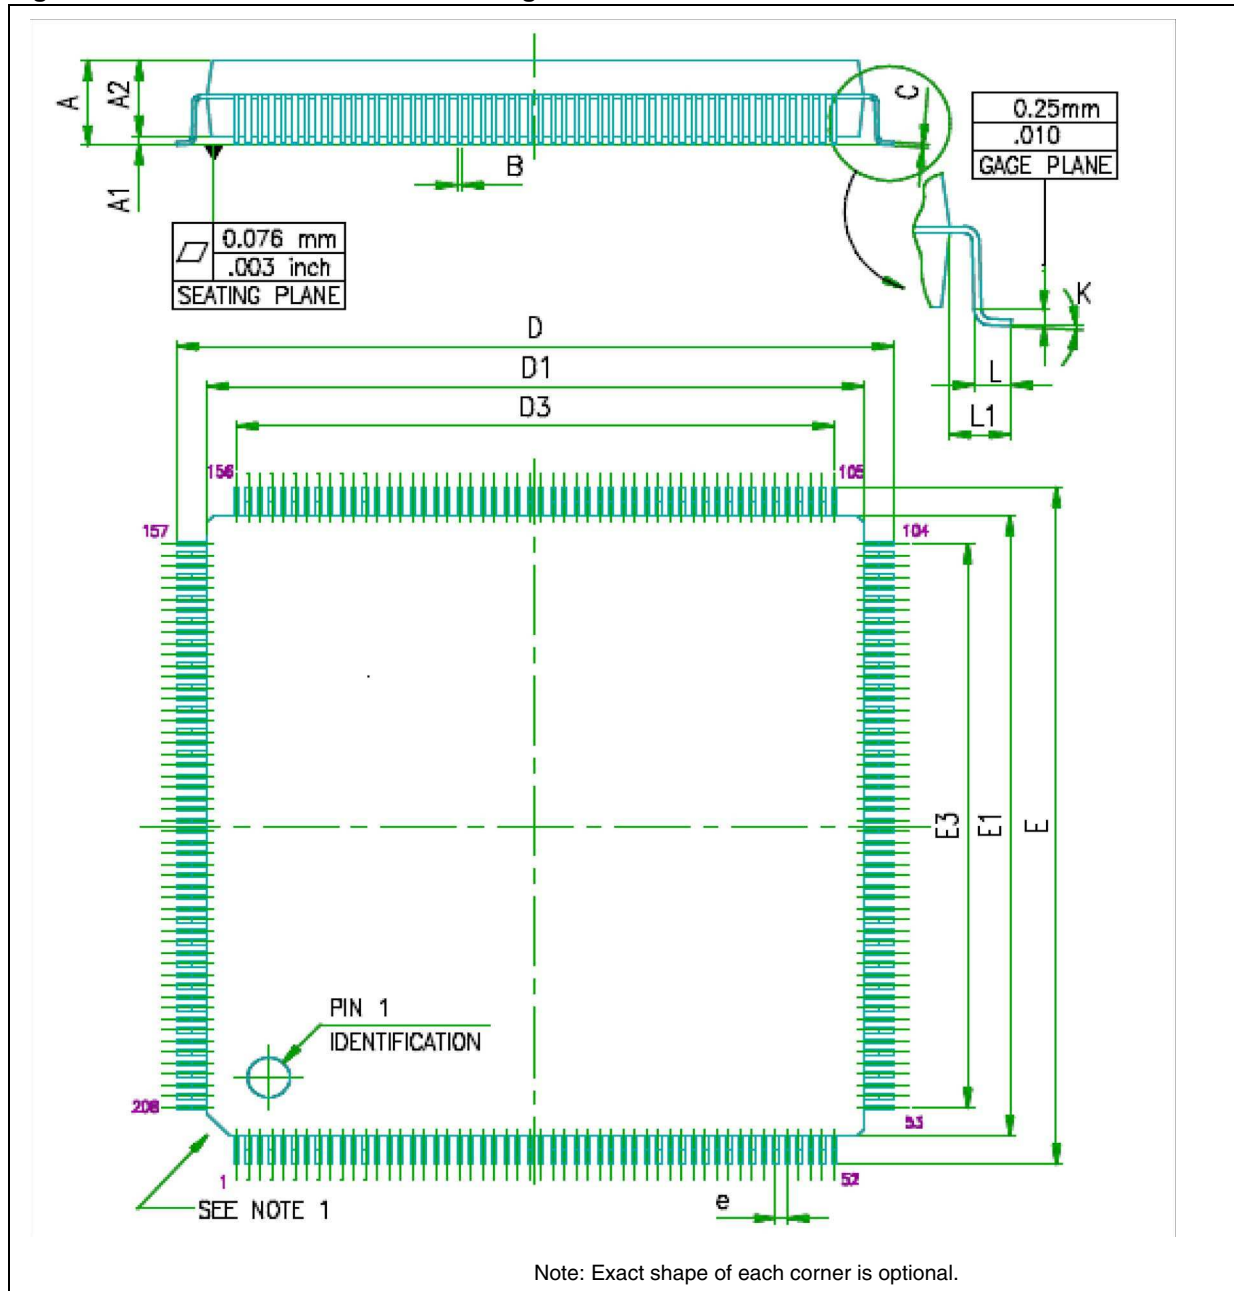 A
A2
A1
B
C
0.25mm
.010
GAGE PLANE
0.076 mm
.003 inch
SEATING PLANE
K
L
L1
D
D1
D3
156
105
157
104
E3
E1
E
PIN 1
IDENTIFICATION
208
53
1
52
SEE NOTE 1
e
Note: Exact shape of each corner is optional.